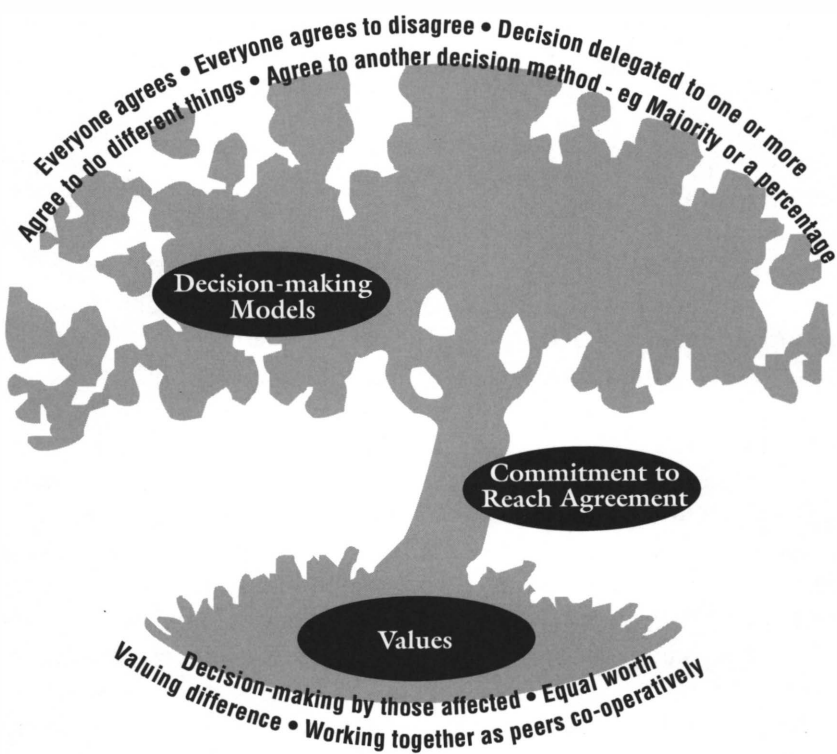 Everyone agrees • Everyone agrees to disagree • Decision delegated to one or more
Agree to do different things • Agree to another decision method - eg Majority or a percentage
Decision-making
Models
Commitment to
Reach Agreement
Values
Decision-making by those affected • Equal worth
Valuing difference • Working together as peers co-operatively